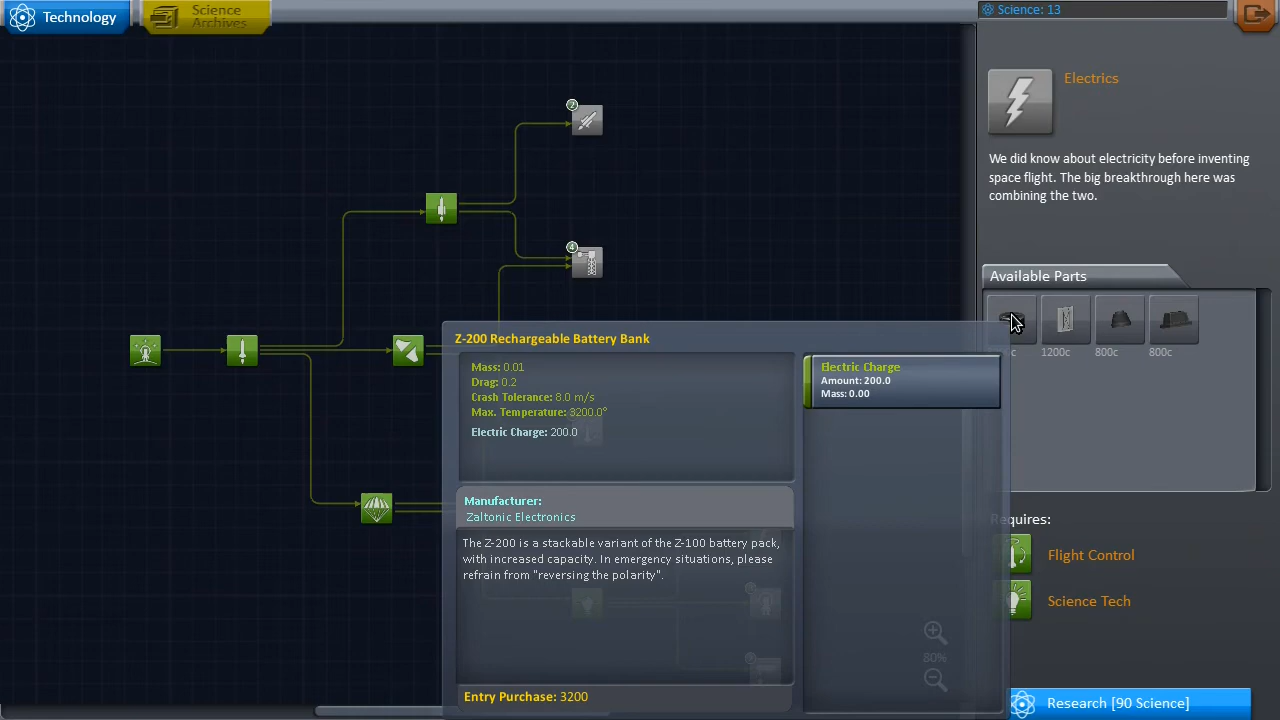 Technology
Science Archives
Science: 13
Electrics
We did know about electricity before inventing
space flight. The big breakthrough here was
combining the two.
2
4
Available Parts
c
1200c
800c
800c
Z-200 Rechargeable Battery Bank
Mass: 0.01
Drag: 0.2
Crash Tolerance: 8.0 m/s
Max. Temperature: 3200.0°
Electric Charge: 200.0
Electric Charge
Amount: 200.0
Mass: 0.00
Manufacturer:
Zaltonic Electronics
The Z-200 is a stackable variant of the Z-100 battery pack,
with increased capacity. In emergency situations, please
refrain from "reversing the polarity".
Entry Purchase: 3200
Requires:
Flight Control
Science Tech
80%
Research [90 Science]